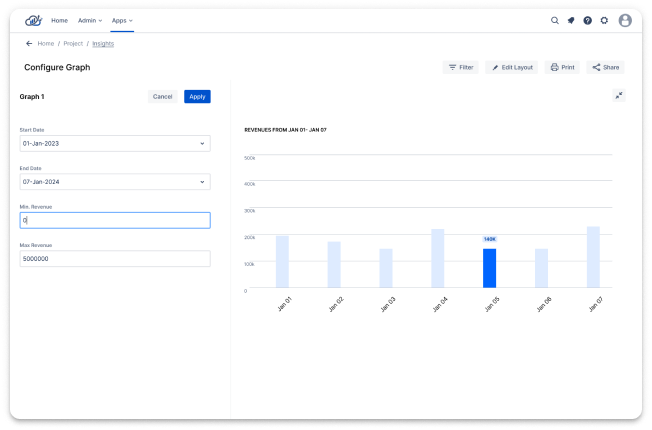 Home Admin Apps
Home / Project / Insights
Configure Graph
Filter Edit Layout Print Share
Graph 1
Cancel Apply
Start Date
01-Jan-2023
End Date
07-Jan-2024
Min. Revenue
0
Max Revenue
5000000
REVENUES FROM JAN 01- JAN 07
500k
400k
300k
200k
100k
0
140K
Jan 01 Jan 02 Jan 03 Jan 04 Jan 05 Jan 06 Jan 07